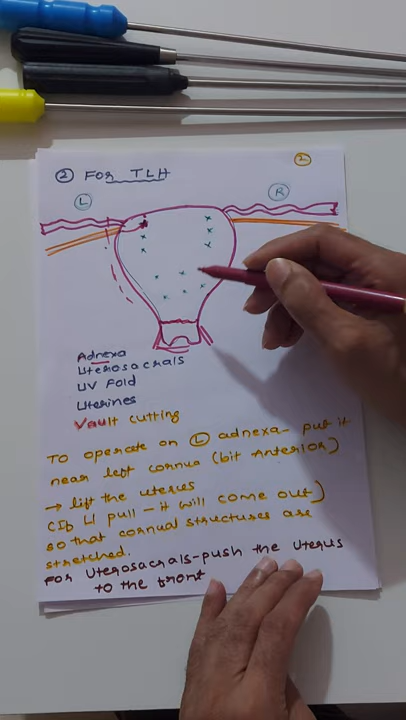 2
② FOR TLH
L
R
Adnexa
Uterosacrals
UV Fold
Uterines
Vault cutting
To operate on Ⓛ adnexa - put it
near left cornua (bit Anterior)
→ lift the uterus
pull - it will come out)
so that cornual structures are
stretched.
For Uterosacrals - push the Uterus
to the front